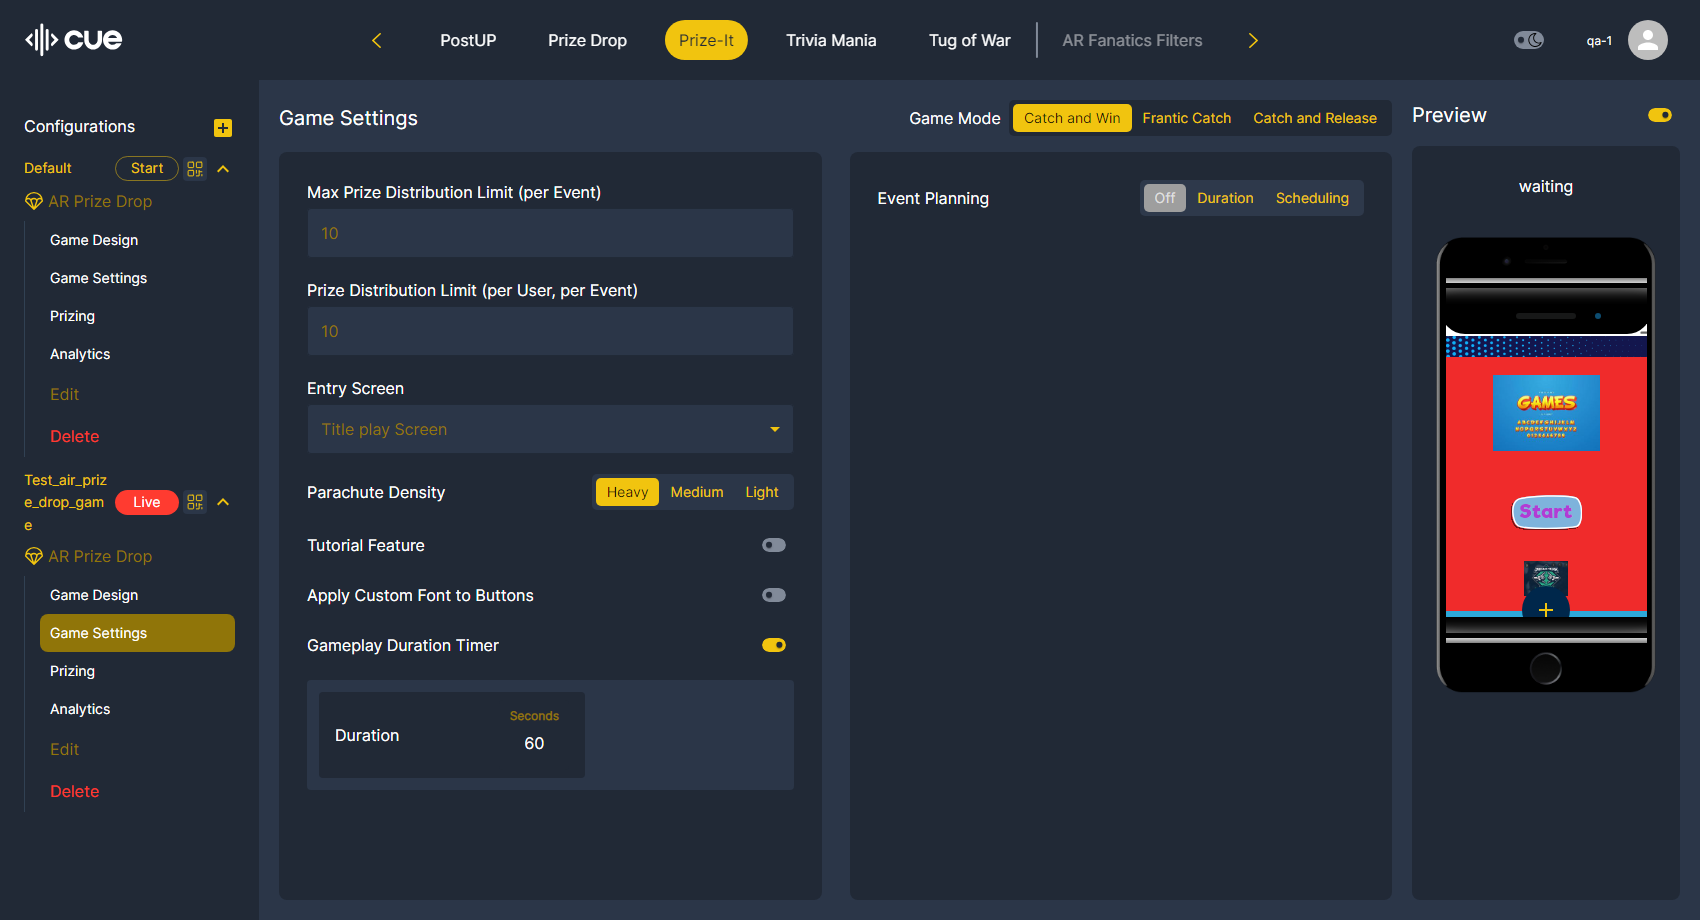 cue
PostUP
Prize Drop
Prize-It
Trivia Mania
Tug of War
AR Fanatics Filters
qa-1
Configurations
Default
Start
AR Prize Drop
Game Design
Game Settings
Prizing
Analytics
Edit
Delete
Test_air_priz
e_drop_gam
e
Live
AR Prize Drop
Game Design
Game Settings
Prizing
Analytics
Edit
Delete
Game Settings
Game Mode
Catch and Win
Frantic Catch
Catch and Release
Max Prize Distribution Limit (per Event)
10
Prize Distribution Limit (per User, per Event)
10
Entry Screen
Title play Screen
Parachute Density
Heavy
Medium
Light
Tutorial Feature
Apply Custom Font to Buttons
Gameplay Duration Timer
Duration
Seconds
60
Event Planning
Off
Duration
Scheduling
Preview
waiting
GAMES
Start